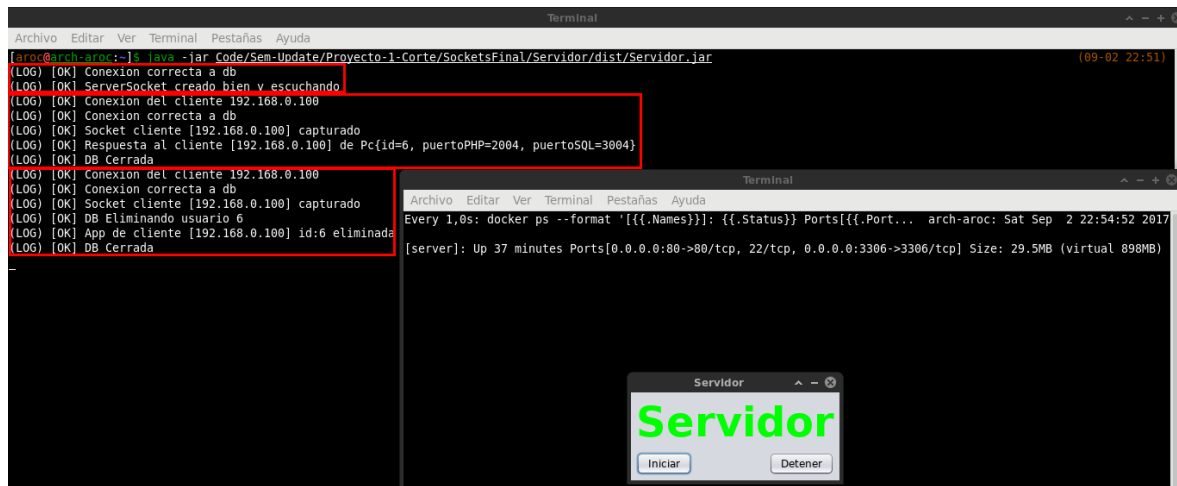 Terminal
Archivo Editar Ver Terminal Pestañas Ayuda
[aroc@arch-aroc:~]$ java -jar Code/Sem-Update/Proyecto-1-Corte/SocketsFinal/Servidor/dist/Servidor.jar (09-02 22:51)
(LOG) [OK] Conexion correcta a db
(LOG) [OK] ServerSocket creado bien y escuchando
(LOG) [OK] Conexion del cliente 192.168.0.100
(LOG) [OK] Conexion correcta a db
(LOG) [OK] Socket cliente [192.168.0.100] capturado
(LOG) [OK] Respuesta al cliente [192.168.0.100] de Pc{id=6, puertoPHP=2004, puertoSQL=3004}
(LOG) [OK] DB Cerrada
(LOG) [OK] Conexion del cliente 192.168.0.100
(LOG) [OK] Conexion correcta a db
(LOG) [OK] Socket cliente [192.168.0.100] capturado
(LOG) [OK] DB Eliminando usuario 6
(LOG) [OK] App de cliente [192.168.0.100] id:6 eliminada
(LOG) [OK] DB Cerrada
Terminal
Archivo Editar Ver Terminal Pestañas Ayuda
Every 1,0s: docker ps --format '[{{.Names}}]: {{.Status}} Ports[{{.Port... arch-aroc: Sat Sep 2 22:54:52 2017
[server]: Up 37 minutes Ports[0.0.0.0:80->80/tcp, 22/tcp, 0.0.0.0:3306->3306/tcp] Size: 29.5MB (virtual 898MB)
Servidor
Servidor
Iniciar Detener